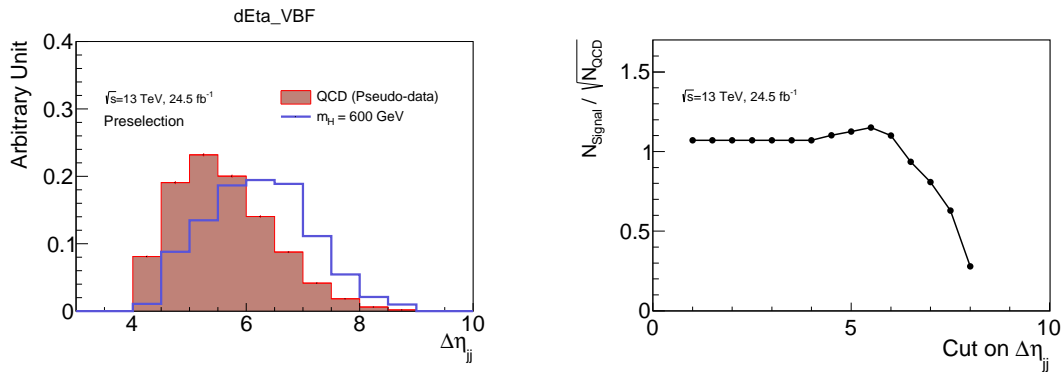 dEta_VBF
Arbitrary Unit
0.4
0.3
0.2
0.1
0
√s=13 TeV, 24.5 fb⁻¹
Preselection
QCD (Pseudo-data)
m_H = 600 GeV
4 6 8 10
Δη_jj
N_Signal / √N_QCD
1.5
1
0.5
0
√s=13 TeV, 24.5 fb⁻¹
0 5 10
Cut on Δη_jj